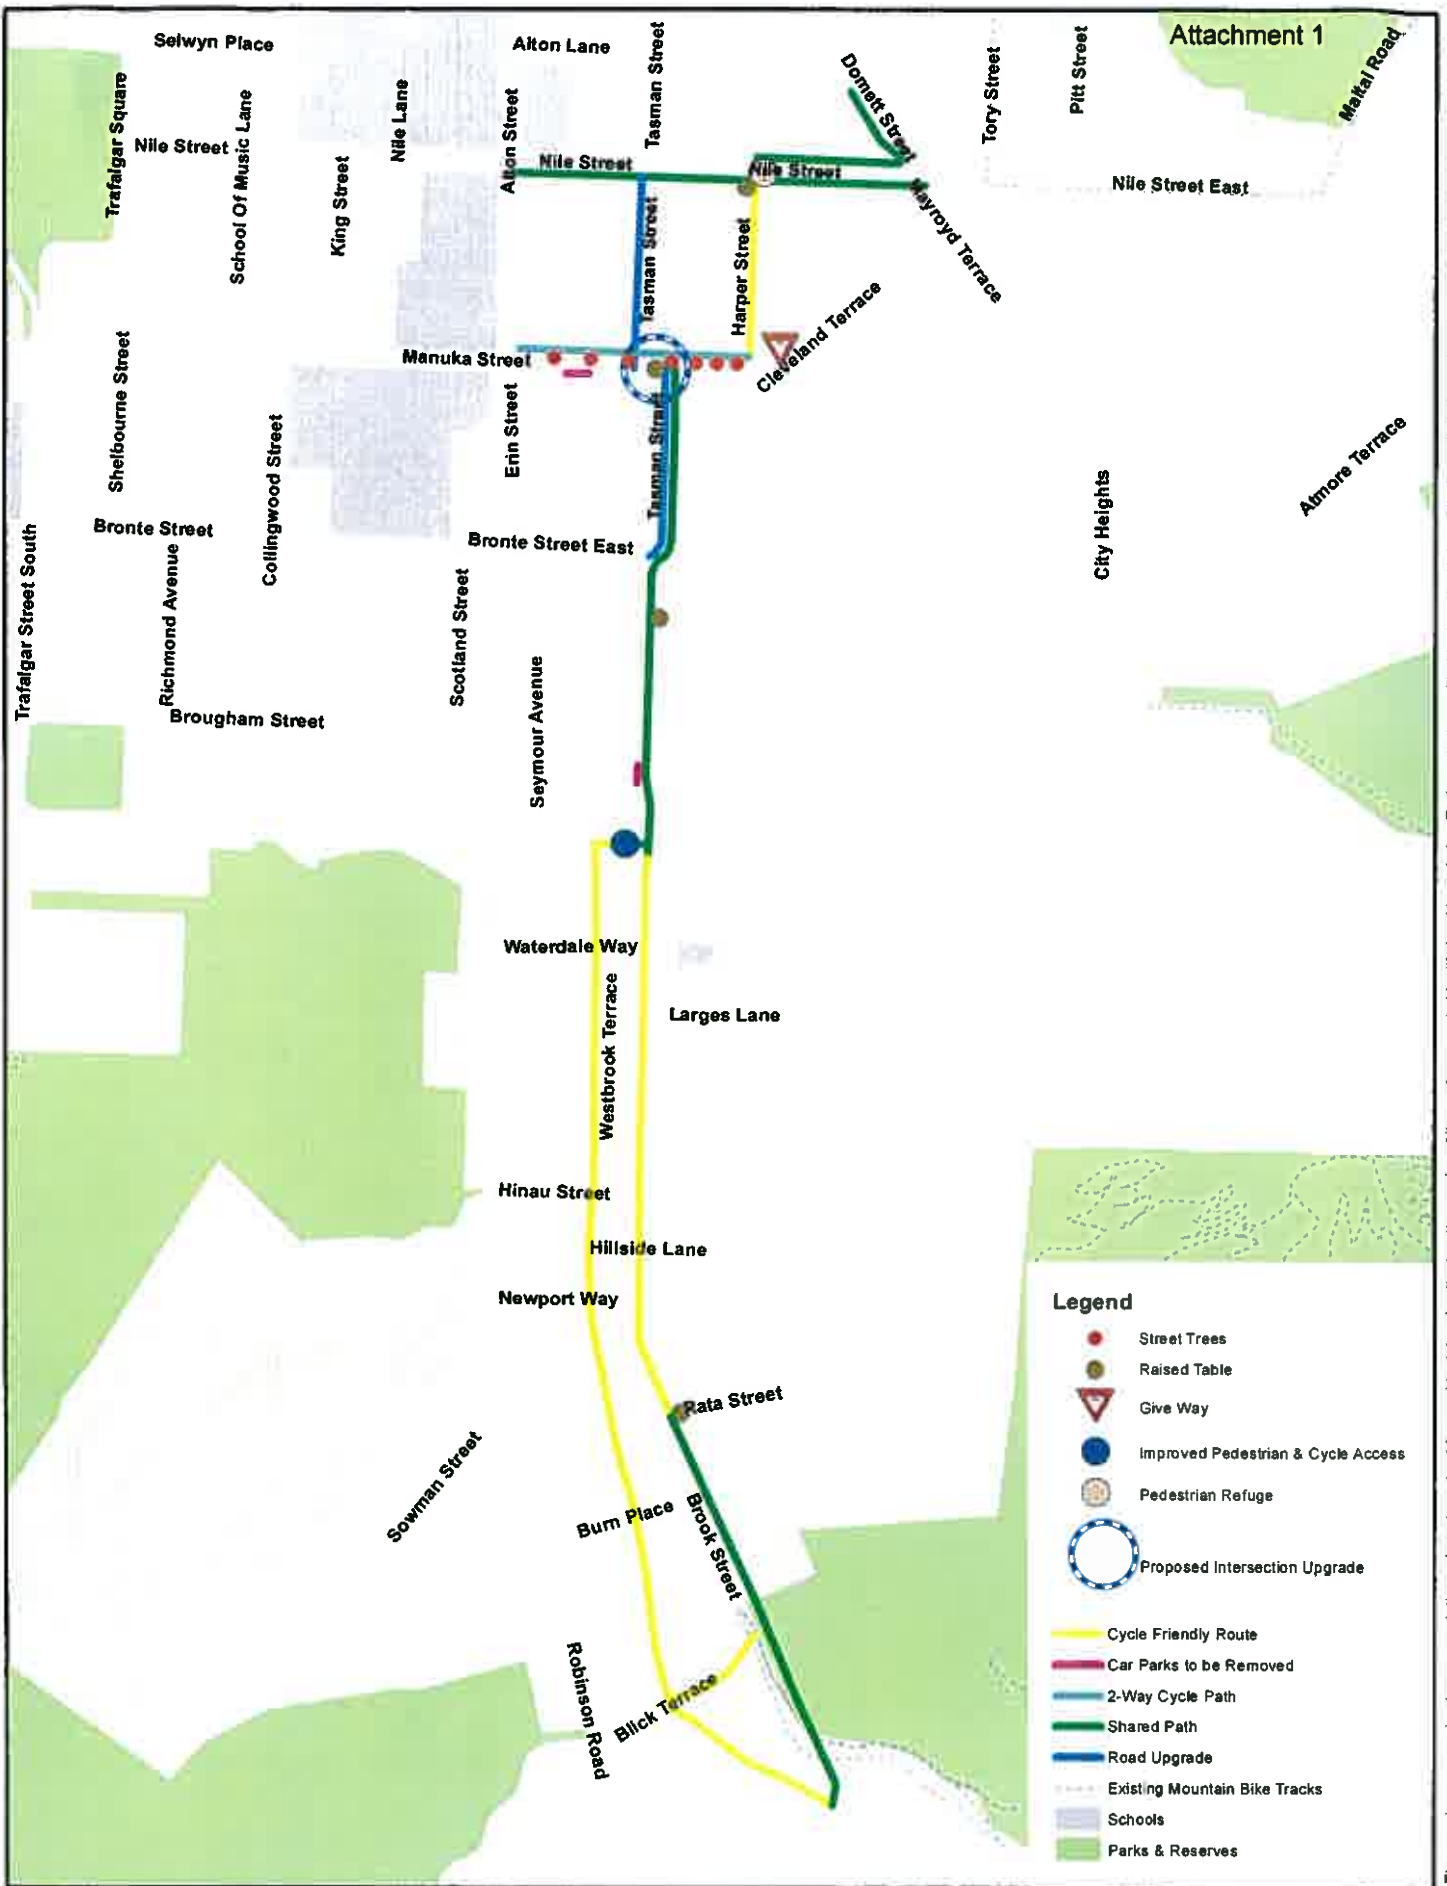 Attachment 1
Selwyn Place
Alton Lane
Tasman Street
Domett Street
Tory Street
Pitt Street
Maitai Road
Trafalgar Square
Nile Street
School Of Music Lane
King Street
Nile Lane
Alton Street
Nile Street
Nile Street
Nile Street East
Mayroyd Terrace
Tasman Street
Harper Street
Cleveland Terrace
Manuka Street
Shelbourne Street
Collingwood Street
Erin Street
Tasman Street
City Heights
Atmore Terrace
Bronte Street
Bronte Street East
Trafalgar Street South
Richmond Avenue
Scotland Street
Seymour Avenue
Brougham Street
Waterdale Way
Westbrook Terrace
Larges Lane
Hinau Street
Hillside Lane
Newport Way
Rata Street
Sowman Street
Burn Place
Brook Street
Robinson Road
Blick Terrace
Legend
Street Trees
Raised Table
Give Way
Improved Pedestrian & Cycle Access
Pedestrian Refuge
Proposed Intersection Upgrade
Cycle Friendly Route
Car Parks to be Removed
2-Way Cycle Path
Shared Path
Road Upgrade
Existing Mountain Bike Tracks
Schools
Parks & Reserves